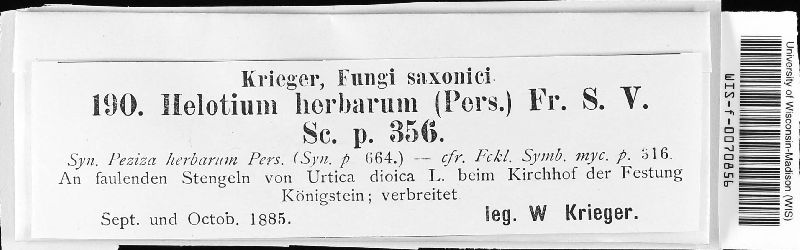 Krieger, Fungi saxonici.
190. Helotium herbarum (Pers.) Fr. S. V.
Sc. p. 356.
Syn. Peziza herbarum Pers. (Syn. p 664.) — cfr. Fckl. Symb. myc. p. 316.
An faulenden Stengeln von Urtica dioica L. beim Kirchhof der Festung
Königstein; verbreitet
Sept. und Octob. 1885. leg. W Krieger.
WIS-f-0070856
University of Wisconsin-Madison (WIS)